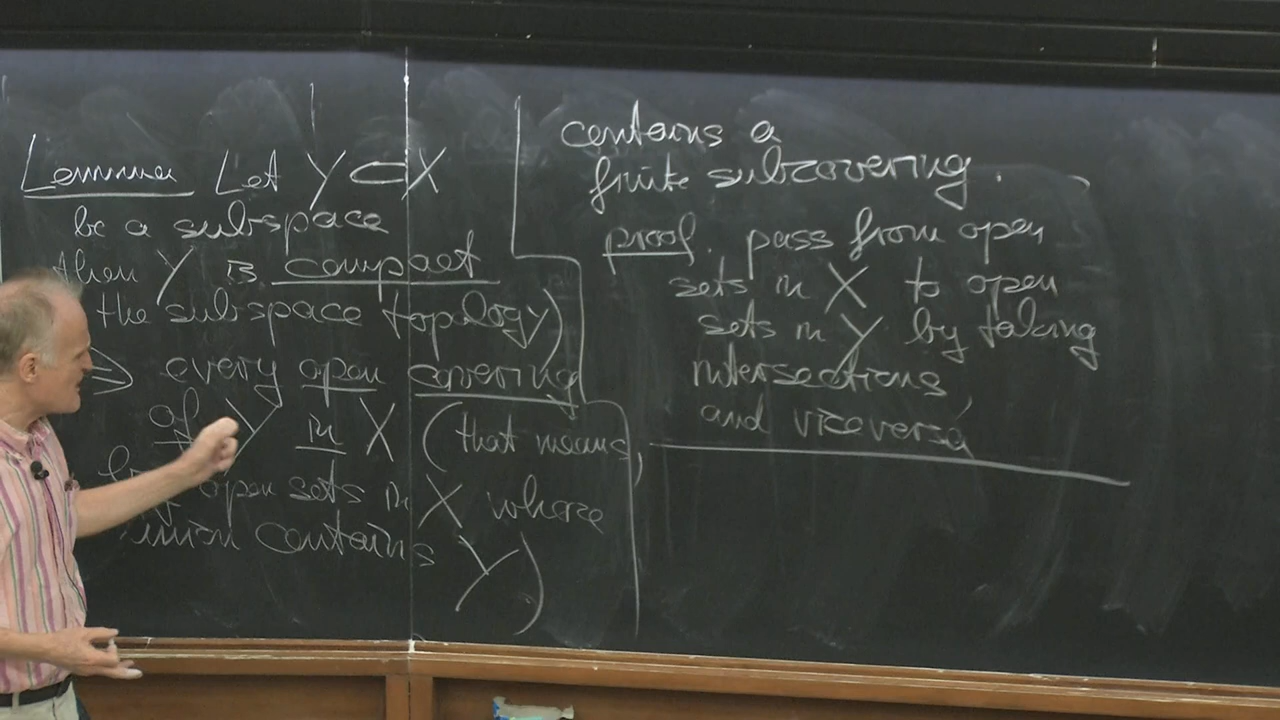 Lemma Let Y ⊂ X
be a subspace
then Y is compact
the subspace topology)
⇒ every open covering
of Y in X (that means,
by open sets in X whose
union contains Y)
contains a
finite subcovering.
proof. pass from open
sets in X to open
sets in Y by taking
intersections
and viceversa